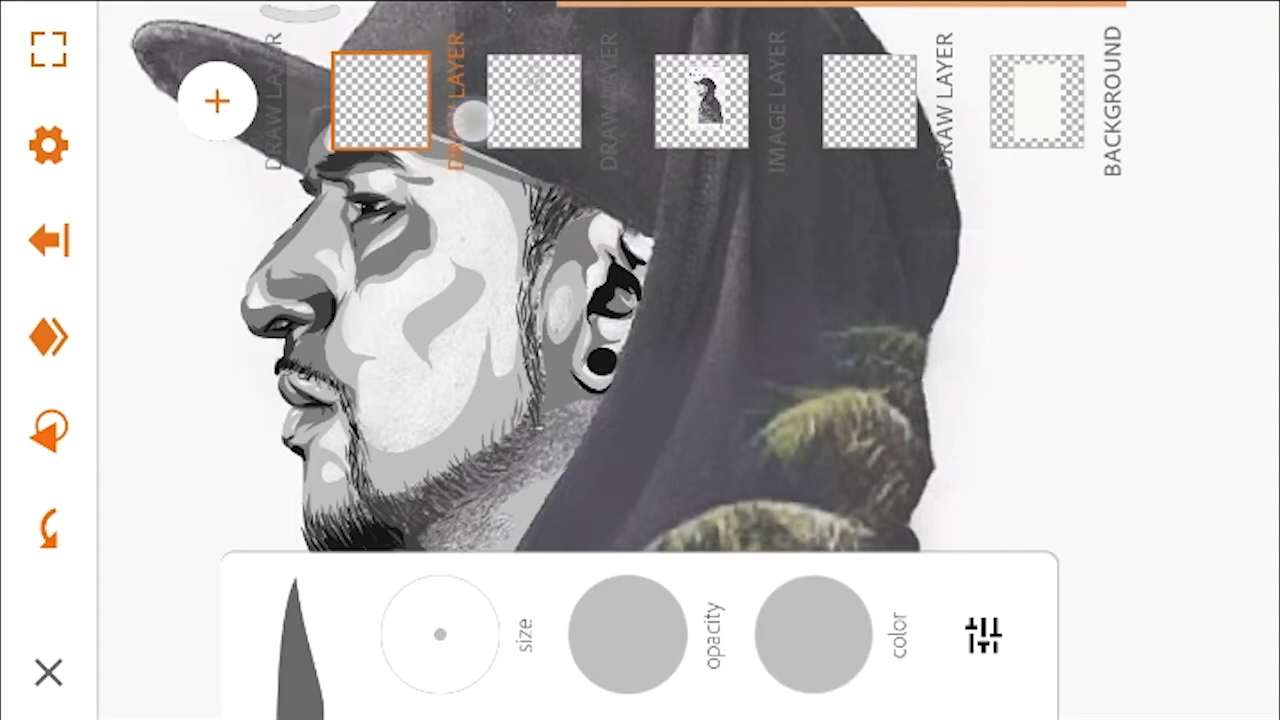 DRAW LAYER
DRAW LAYER
DRAW LAYER
IMAGE LAYER
DRAW LAYER
BACKGROUND
size
opacity
color